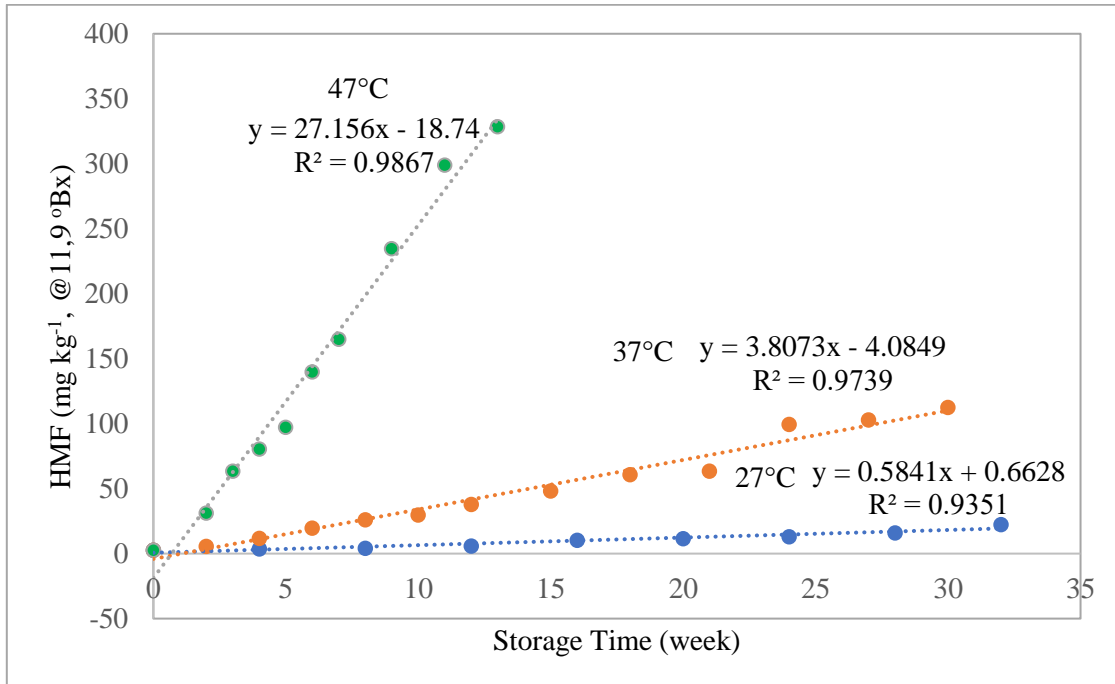 400
350
300
250
200
150
100
50
0
-50
HMF (mg kg⁻¹, @11,9 ºBx)
47°C
y = 27.156x - 18.74
R² = 0.9867
37°C y = 3.8073x - 4.0849
R² = 0.9739
27°C y = 0.5841x + 0.6628
R² = 0.9351
0 5 10 15 20 25 30 35
Storage Time (week)